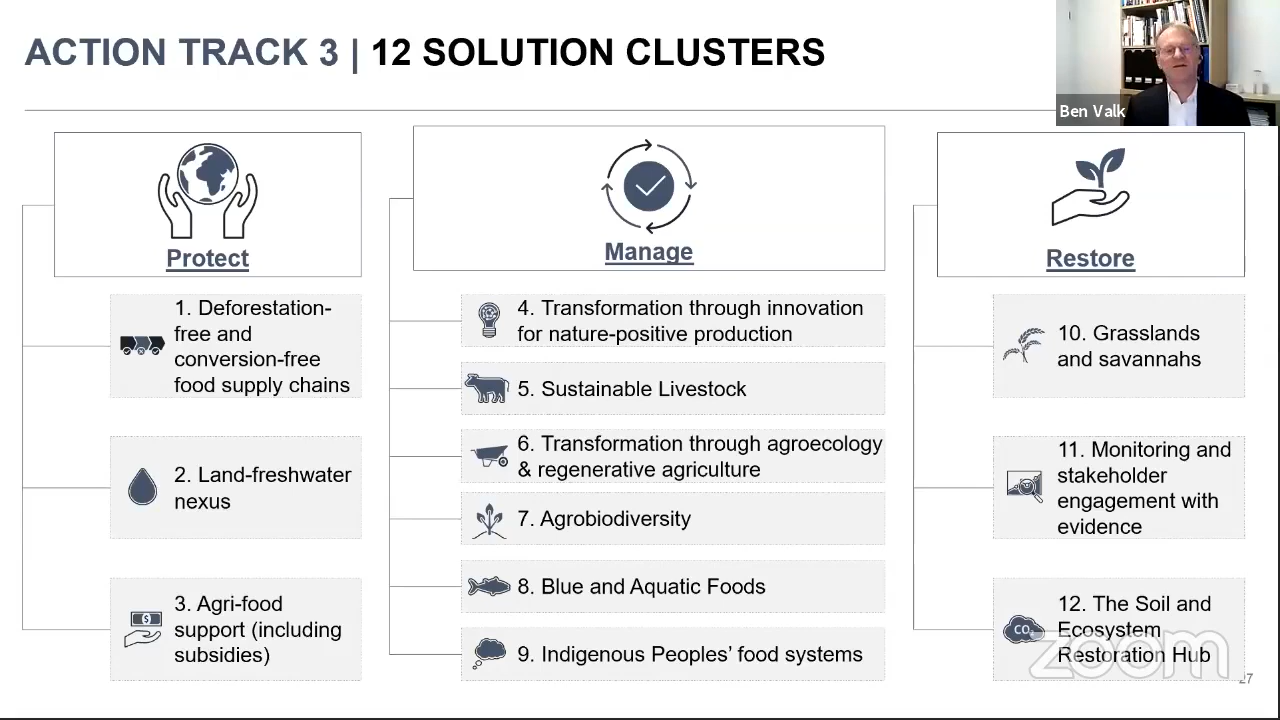 ACTION TRACK 3 | 12 SOLUTION CLUSTERS
Ben Valk
Protect
1. Deforestation-
free and
conversion-free
food supply chains
2. Land-freshwater
nexus
$
3. Agri-food
support (including
subsidies)
Manage
4. Transformation through innovation
for nature-positive production
5. Sustainable Livestock
6. Transformation through agroecology
& regenerative agriculture
7. Agrobiodiversity
8. Blue and Aquatic Foods
9. Indigenous Peoples’ food systems
Restore
10. Grasslands
and savannahs
11. Monitoring and
stakeholder
engagement with
evidence
CO₂
12. The Soil and
Ecosystem
Restoration Hub
zoom
27